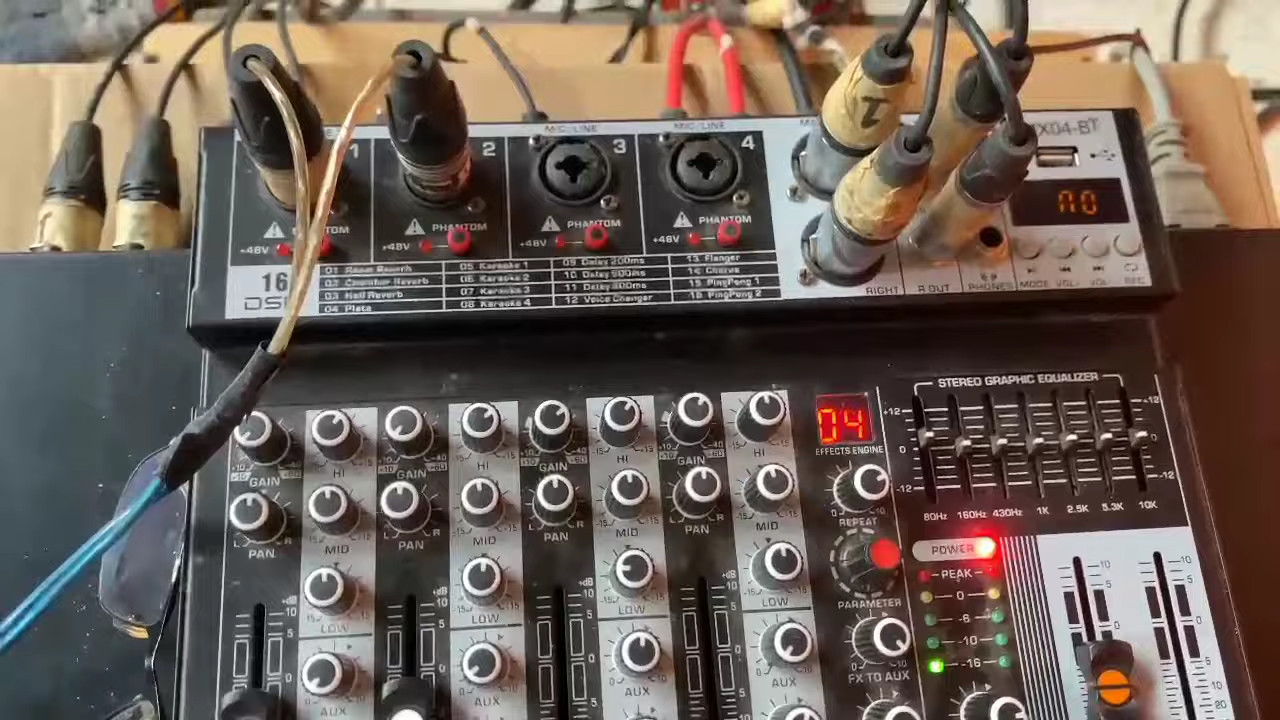 MIC/LINE
MIC/LINE
X04-BT
1
2
3
4
1
PHANTOM
PHANTOM
PHANTOM
PHANTOM
+48V
+48V
+48V
+48V
16
01 Room Reverb
05 Karaoke 1
09 Delay 200ms
13 Flanger
02 Chamber Reverb
06 Karaoke 2
10 Delay 500ms
14 Chorus
03 Hall Reverb
07 Karaoke 3
15 PingPong 1
04 Plate
08 Karaoke 4
12 Voice Changer
16 PingPong 2
RIGHT
R OUT
PHONES
MODE
VOL-
VOL+
REC
STEREO GRAPHIC EQUALIZER
+12
+12
0
0
-12
-12
80Hz 160Hz 430Hz 1K 2.5K 5.3K 10K
04
EFFECTS ENGINE
HI
HI
HI
HI
GAIN
GAIN
GAIN
GAIN
PAN
PAN
PAN
PAN
MID
MID
MID
MID
REPEAT
LOW
LOW
LOW
LOW
PARAMETER
POWER
PEAK
0
-6
-10
-16
AUX
AUX
AUX
AUX
FX TO AUX